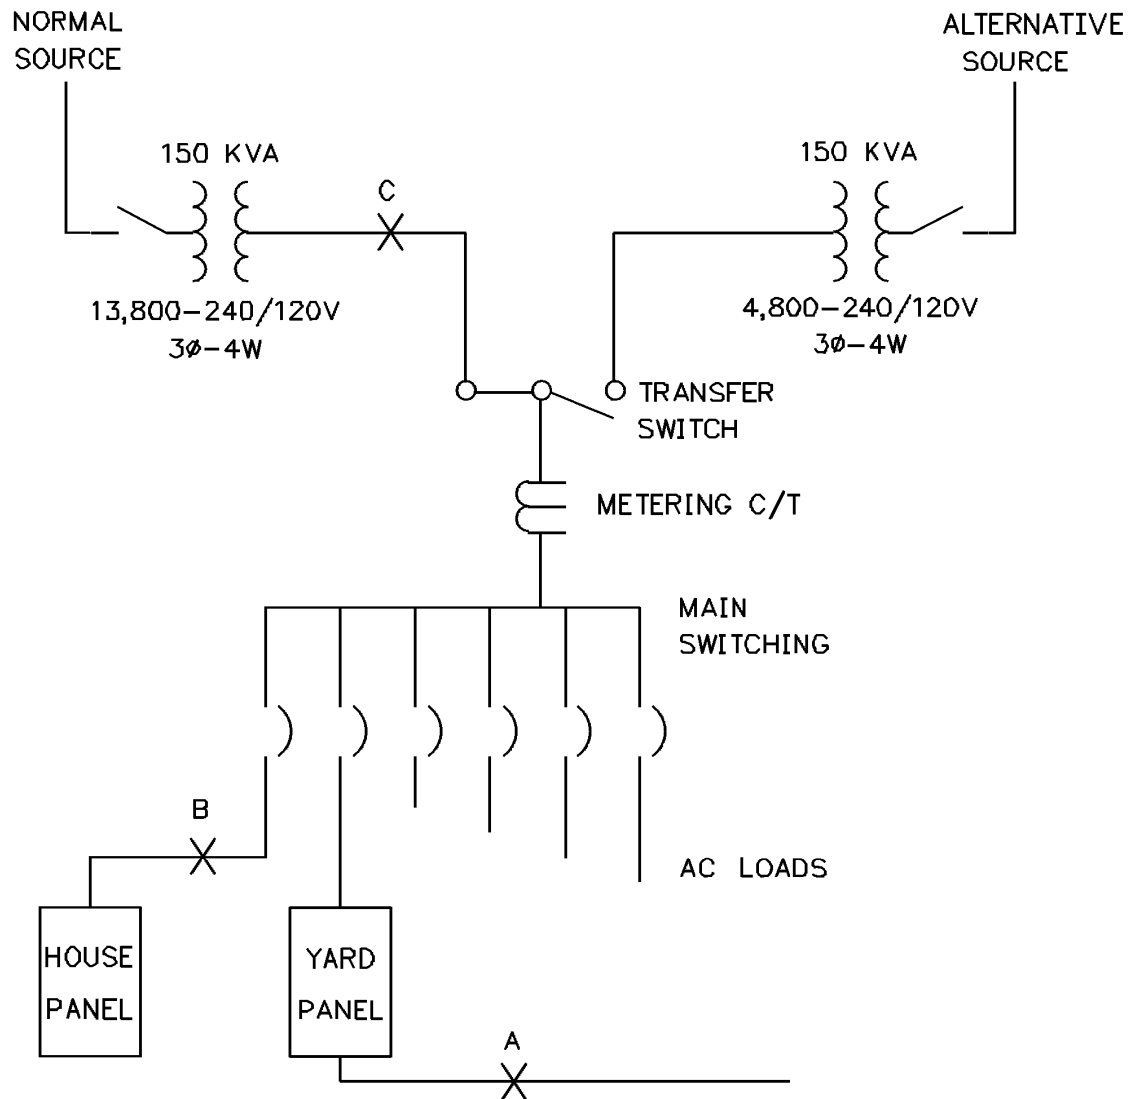 NORMAL
SOURCE
ALTERNATIVE
SOURCE
150 KVA
150 KVA
C
13,800-240/120V
3ø-4W
4,800-240/120V
3ø-4W
TRANSFER
SWITCH
METERING C/T
MAIN
SWITCHING
B
AC LOADS
HOUSE
PANEL
YARD
PANEL
A